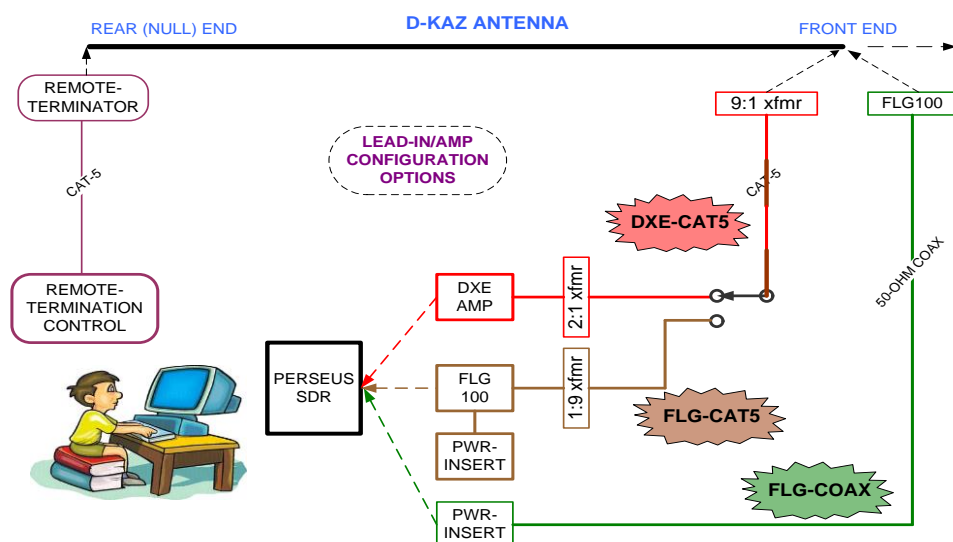 D-KAZ ANTENNA
REAR (NULL) END
FRONT END
REMOTE-
TERMINATOR
9:1 xfmr
FLG100
LEAD-IN/AMP
CONFIGURATION
OPTIONS
CAT-5
CAT-5
DXE-CAT5
50-OHM COAX
REMOTE-
TERMINATION
CONTROL
DXE
AMP
2:1 xfmr
PERSEUS
SDR
FLG
100
1:9 xfmr
FLG-CAT5
PWR-
INSERT
FLG-COAX
PWR-
INSERT